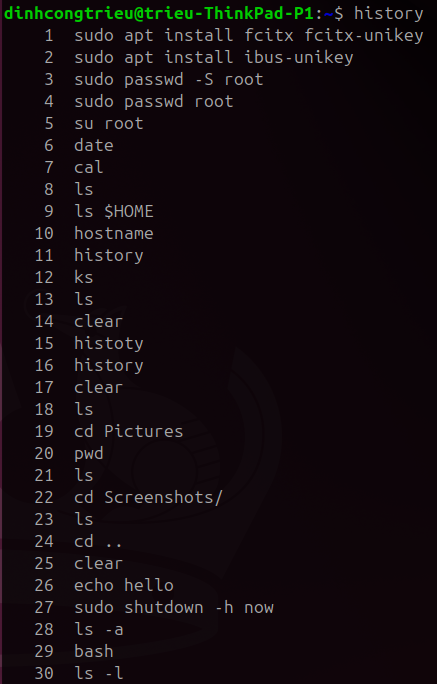 dinhcongtrieu@trieu-ThinkPad-P1:~$ history
1 sudo apt install fcitx fcitx-unikey
2 sudo apt install ibus-unikey
3 sudo passwd -S root
4 sudo passwd root
5 su root
6 date
7 cal
8 ls
9 ls $HOME
10 hostname
11 history
12 ks
13 ls
14 clear
15 histoty
16 history
17 clear
18 ls
19 cd Pictures
20 pwd
21 ls
22 cd Screenshots/
23 ls
24 cd ..
25 clear
26 echo hello
27 sudo shutdown -h now
28 ls -a
29 bash
30 ls -l